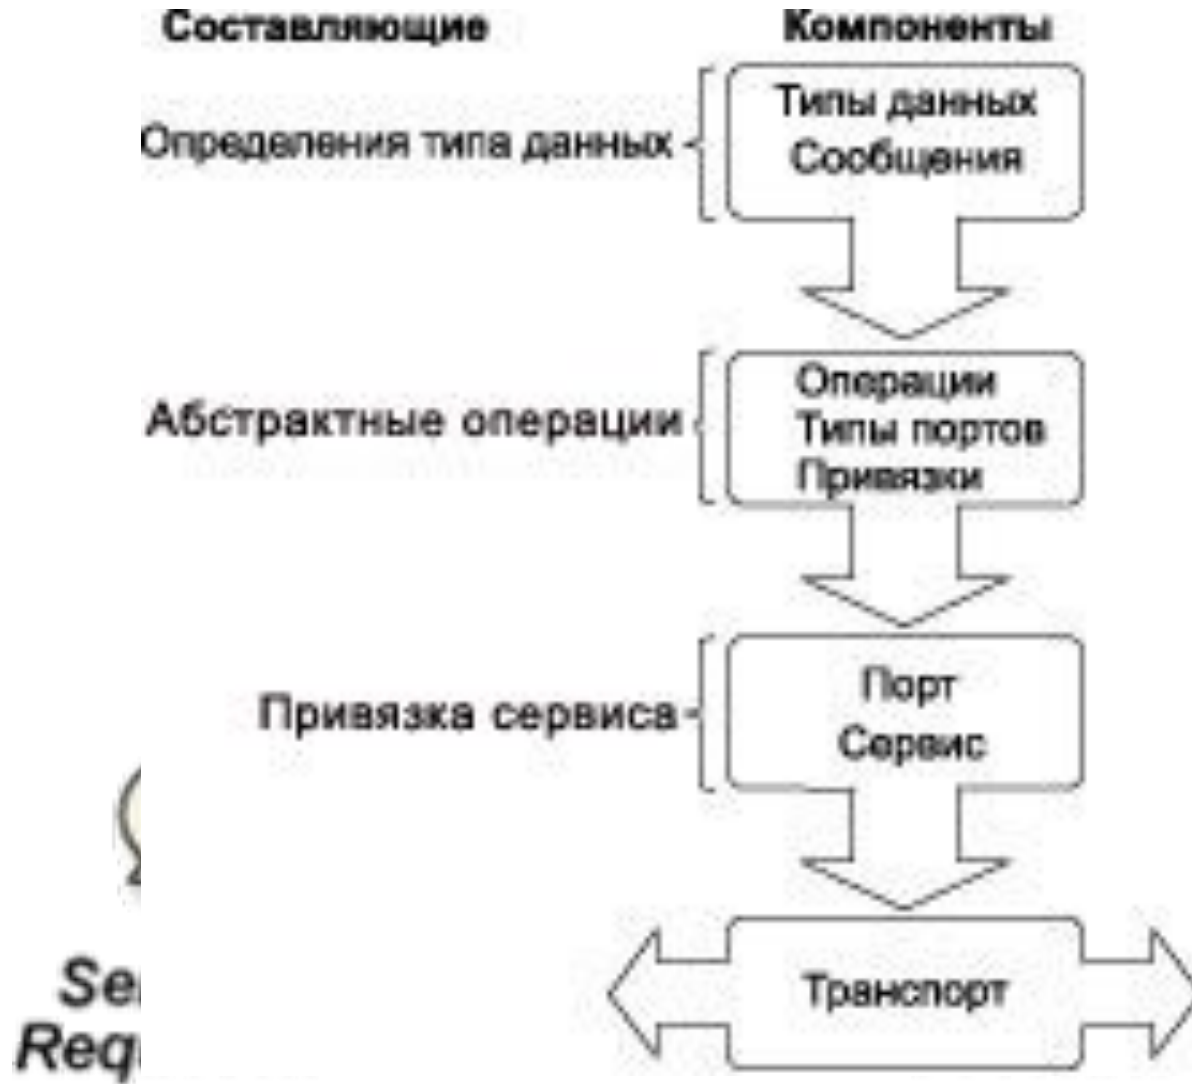 Составляющие Компоненты
Определения типа данных
Типы данных
Сообщения
Абстрактные операции
Операции
Типы портов
Привязки
Привязка сервиса
Порт
Сервис
Транспорт